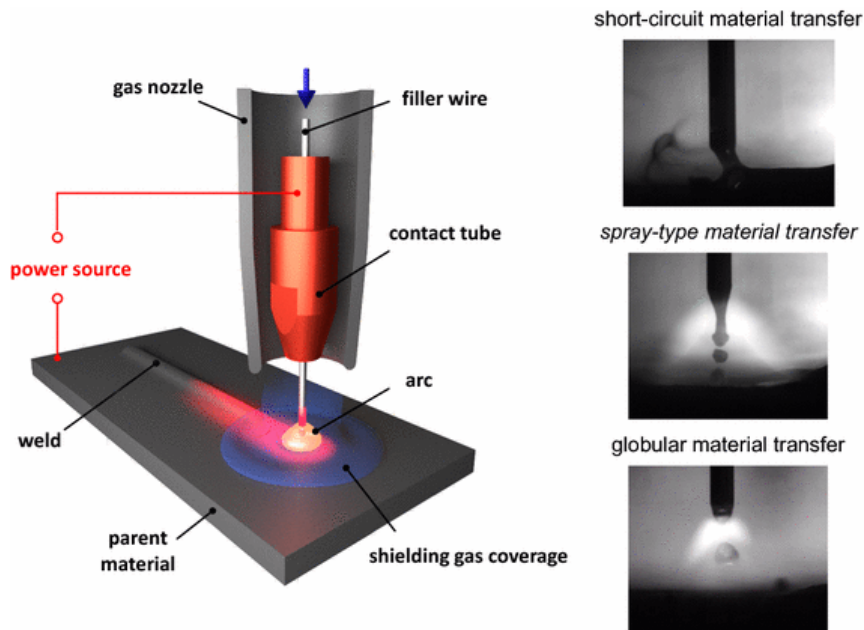 short-circuit material transfer
gas nozzle
filler wire
contact tube
spray-type material transfer
power source
arc
weld
globular material transfer
parent
material
shielding gas coverage